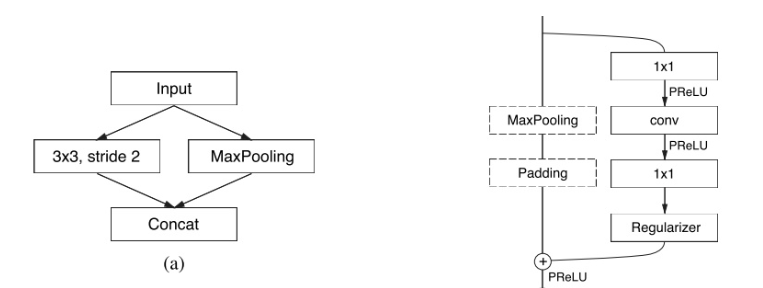 Input
3x3, stride 2
MaxPooling
Concat
(a)
1x1
PReLU
MaxPooling
conv
PReLU
Padding
1x1
Regularizer
+
PReLU